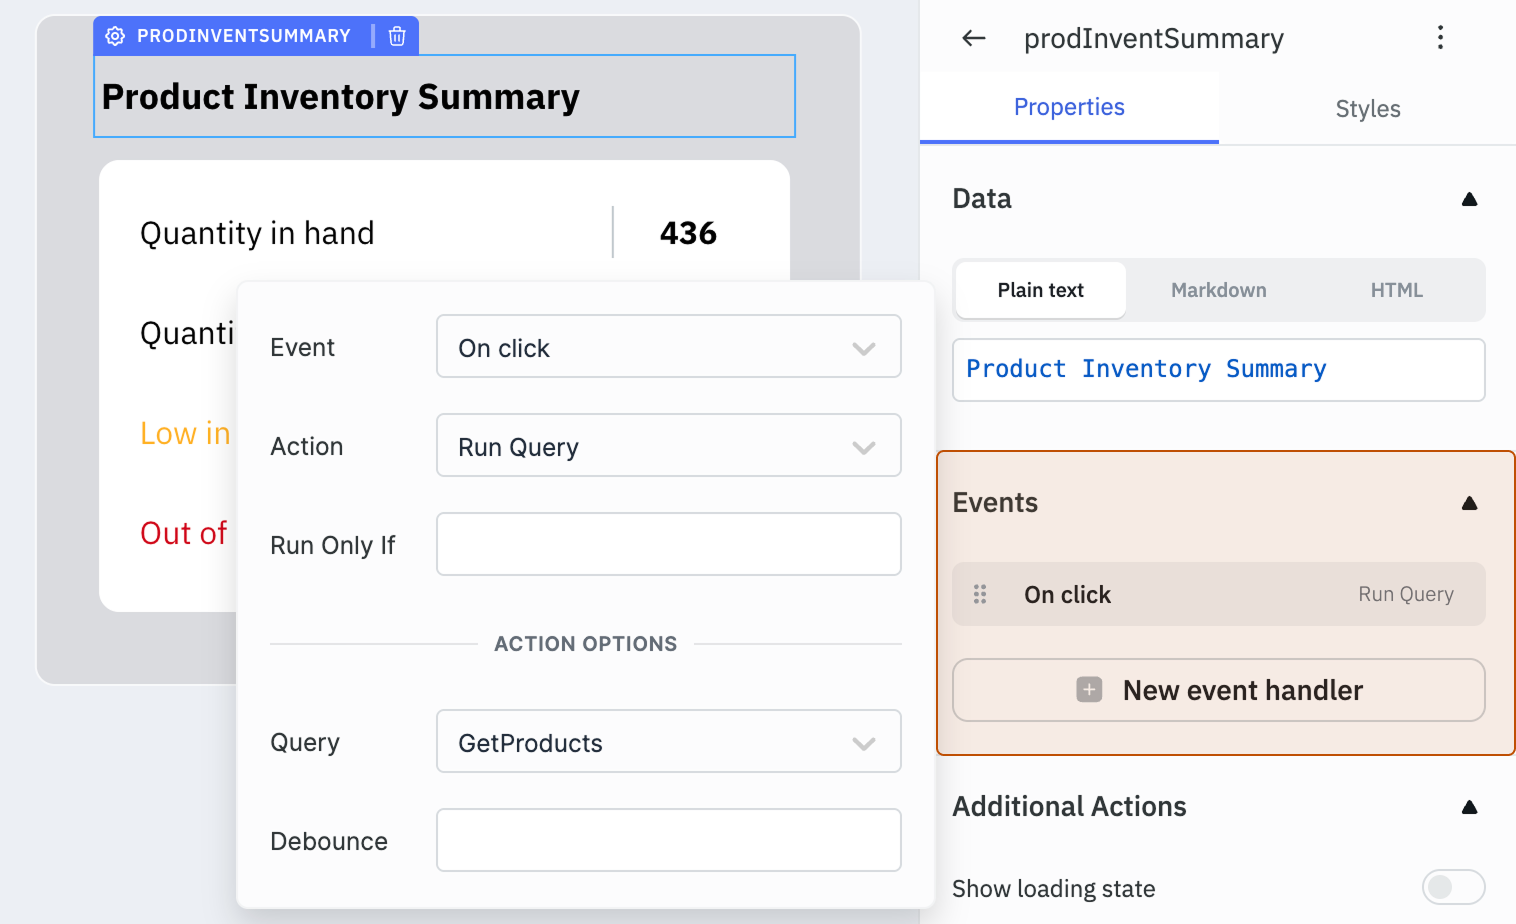 PRODINVENTSUMMARY
Product Inventory Summary
Quantity in hand
436
Quanti
Low in
Out of
Event
On click
Action
Run Query
Run Only If
ACTION OPTIONS
Query
GetProducts
Debounce
prodInventSummary
Properties
Styles
Data
Plain text
Markdown
HTML
Product Inventory Summary
Events
On click
Run Query
New event handler
Additional Actions
Show loading state